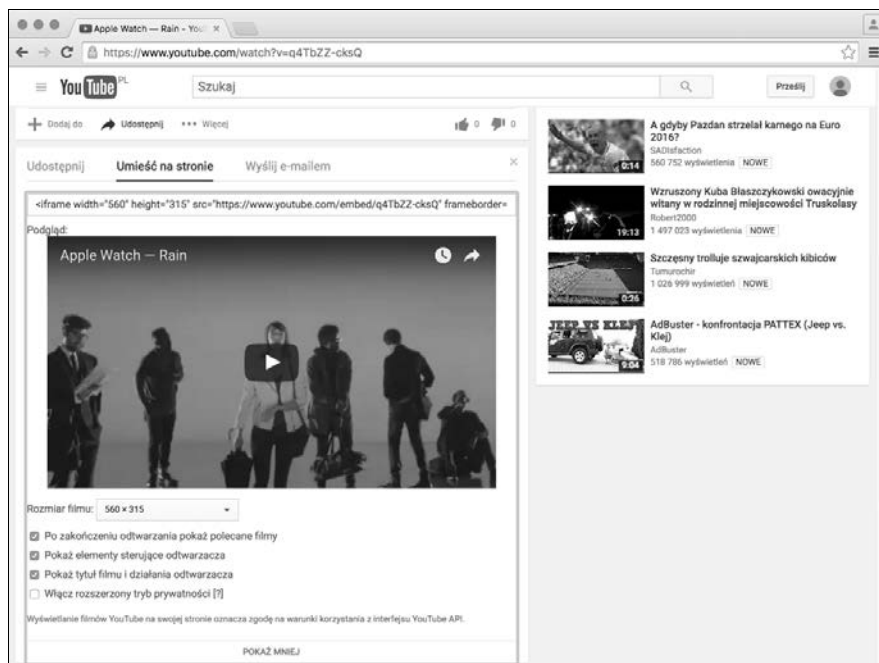 Apple Watch — Rain - You
https://www.youtube.com/watch?v=q4TbZZ-cksQ
YouTube PL
Szukaj
Prześlij
Dodaj do
Udostępnij
Więcej
0
0
Udostępnij
Umieść na stronie
Wyślij e-mailem
<iframe width="560" height="315" src="https://www.youtube.com/embed/q4TbZZ-cksQ" frameborder=
Podgląd:
Apple Watch — Rain
Rozmiar filmu:
560 × 315
Po zakończeniu odtwarzania pokaż polecane filmy
Pokaż elementy sterujące odtwarzacza
Pokaż tytuł filmu i działania odtwarzacza
Włącz rozszerzony tryb prywatności [?]
Wyświetlanie filmów YouTube na swojej stronie oznacza zgodę na warunki korzystania z interfejsu YouTube API.
POKAŻ MNIEJ
0:14
A gdyby Pazdan strzelał karnego na Euro
2016?
SADIsfaction
560 752 wyświetlenia NOWE
19:13
Wzruszony Kuba Błaszczykowski owacyjnie
witany w rodzinnej miejscowości Truskolasy
Robert2000
1 497 023 wyświetlenia NOWE
0:26
Szczęsny trolluje szwajcarskich kibiców
Tumurochir
1 026 999 wyświetleń NOWE
JEEP VS KLEJ
9:04
AdBuster - konfrontacja PATTEX (Jeep vs.
Klej)
AdBuster
518 786 wyświetleń NOWE